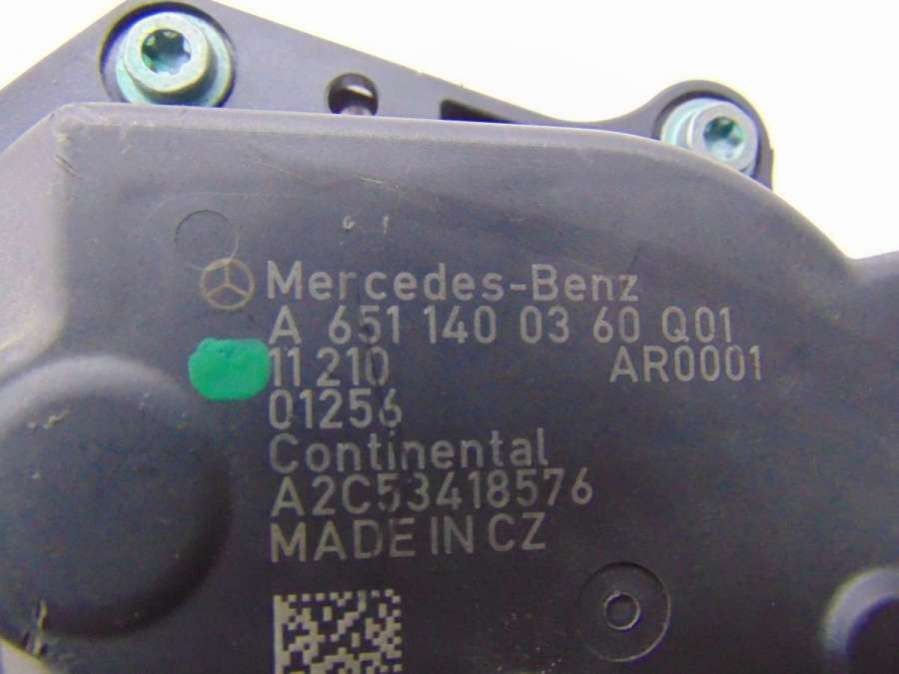 Mercedes-Benz
A 651 140 03 60 Q01
11 210 AR0001
01256
Continental
A2C53418576
MADE IN CZ